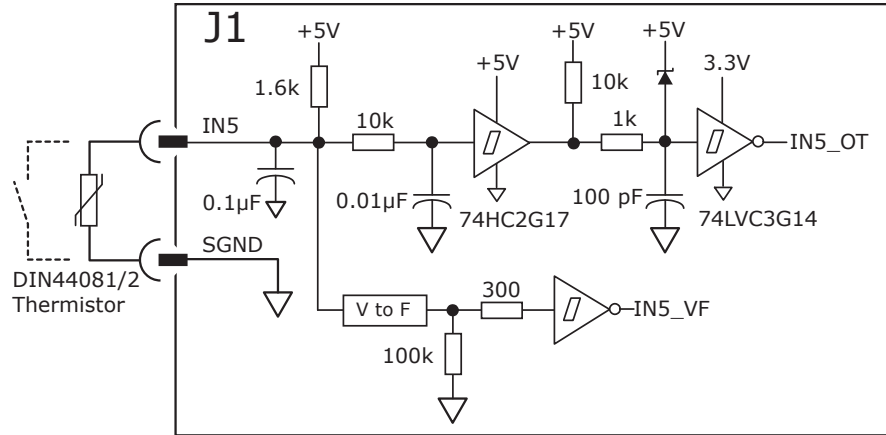 J1
+5V
+5V
+5V
+5V
3.3V
1.6k
10k
IN5
10k
1k
IN5_OT
0.1µF
0.01µF
74HC2G17
100 pF
74LVC3G14
SGND
DIN44081/2
Thermistor
V to F
300
IN5_VF
100k